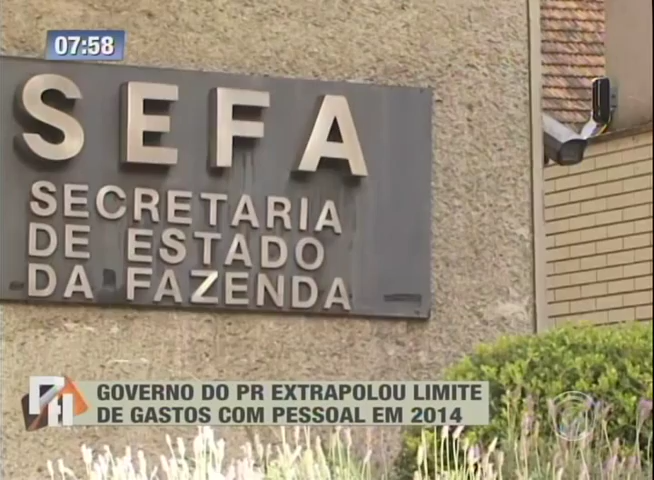 07:58
SEFA
SECRETARIA
DE ESTADO
DA FAZENDA
PH
GOVERNO DO PR EXTRAPOLOU LIMITE
DE GASTOS COM PESSOAL EM 2014